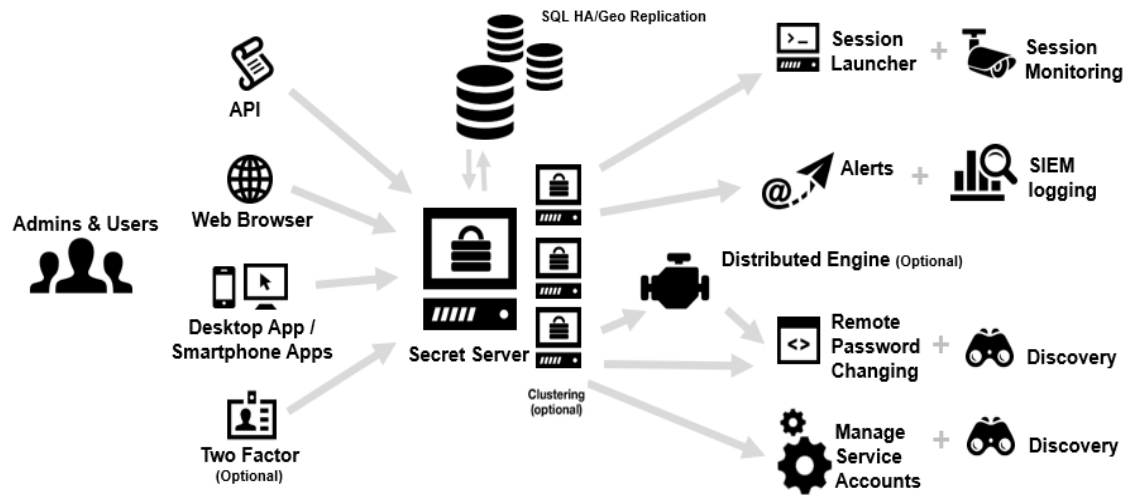 SQL HA/Geo Replication
API
Web Browser
Admins & Users
Desktop App /
Smartphone Apps
Two Factor
(Optional)
Secret Server
Clustering
(optional)
>_
Session
Launcher
+
Session
Monitoring
@
Alerts
+
SIEM
logging
Distributed Engine (Optional)
<>
Remote
Password
Changing
+
Discovery
Manage
Service
Accounts
+
Discovery